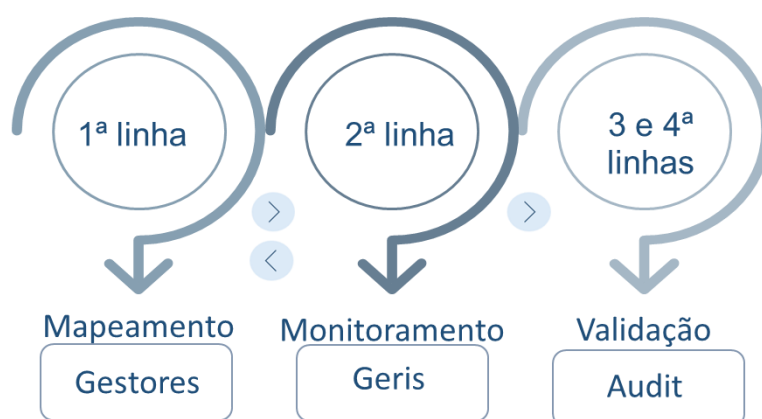 1ª linha
2ª linha
3 e 4ª
linhas
Mapeamento
Monitoramento
Validação
Gestores
Geris
Audit